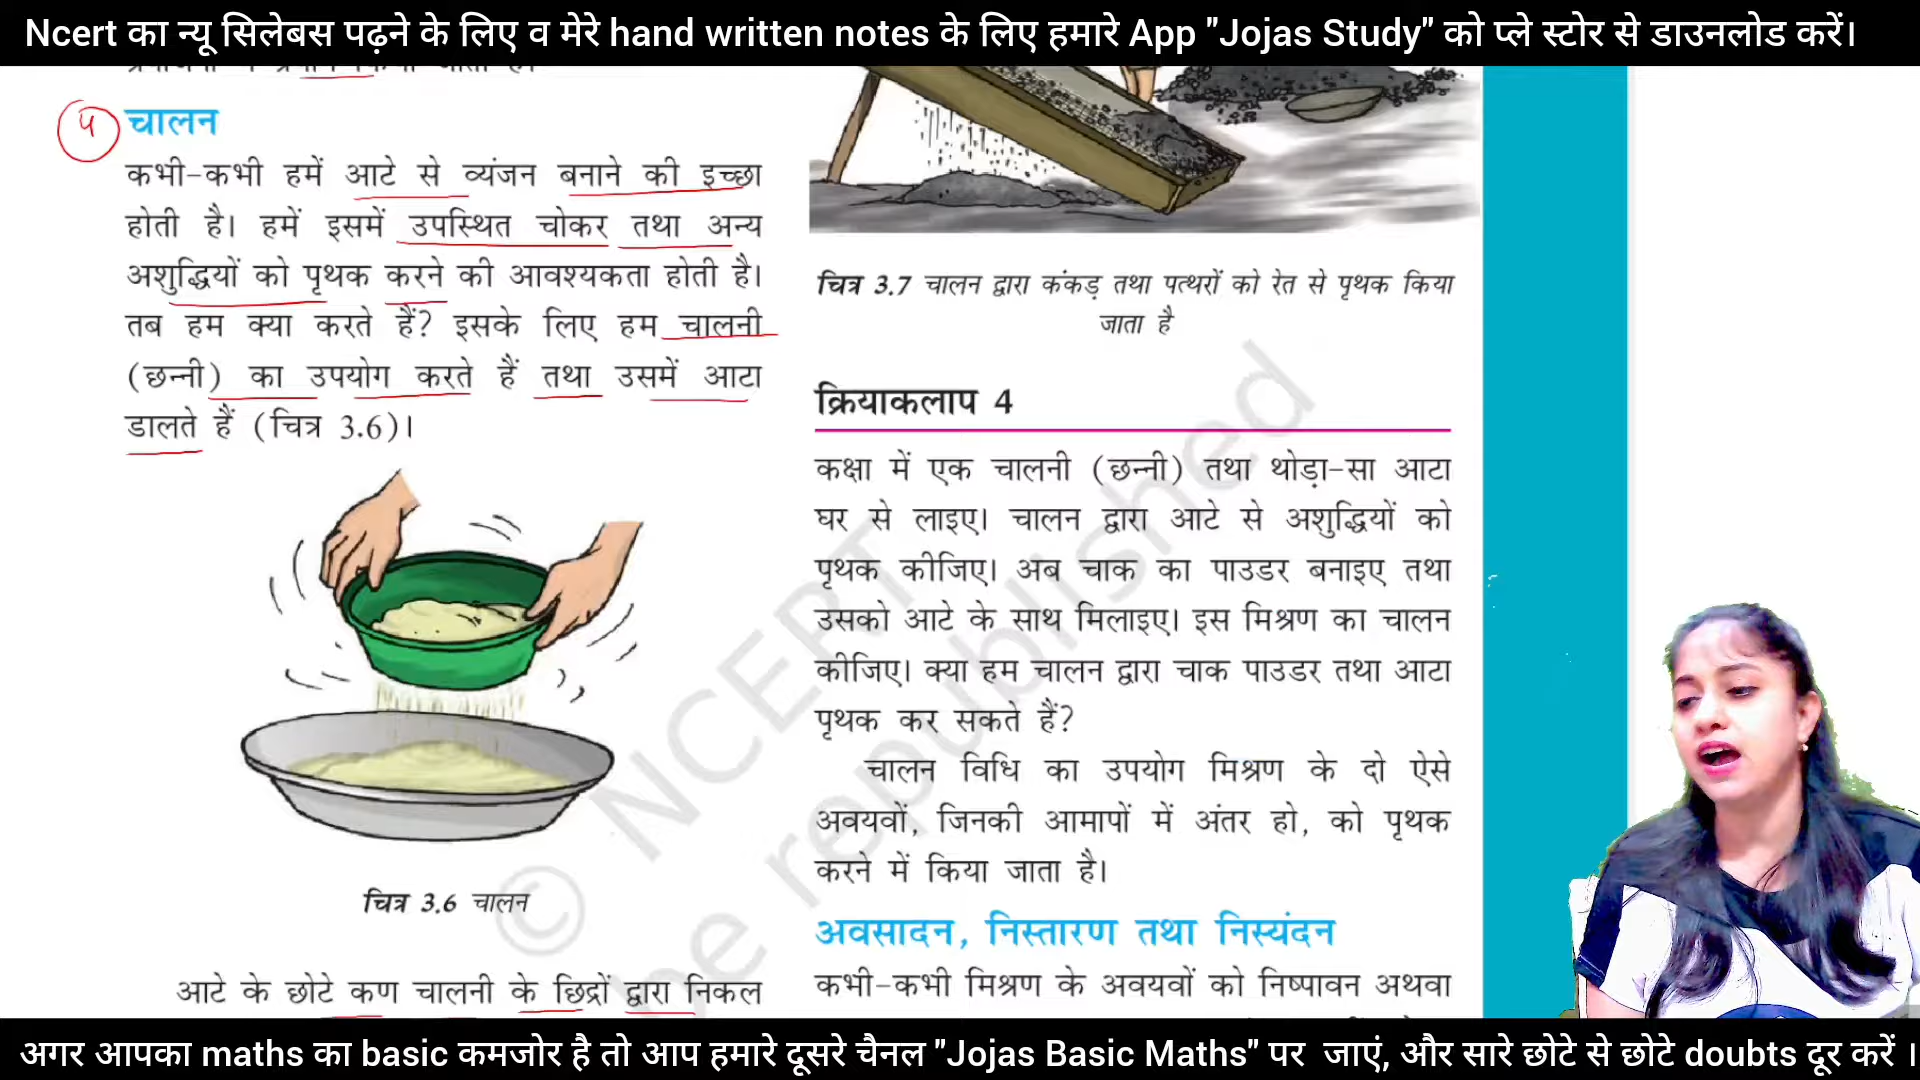 Ncert का न्यू सिलेबस पढ़ने के लिए व मेरे hand written notes के लिए हमारे App "Jojas Study" को प्ले स्टोर से डाउनलोड करें।
4 चालन
कभी-कभी हमें आटे से व्यंजन बनाने की इच्छा
होती है। हमें इसमें उपस्थित चोकर तथा अन्य
अशुद्धियों को पृथक करने की आवश्यकता होती है।
तब हम क्या करते हैं? इसके लिए हम चालनी
(छन्नी) का उपयोग करते हैं तथा उसमें आटा
डालते हैं (चित्र 3.6)।
चित्र 3.6 चालन
आटे के छोटे कण चालनी के छिद्रों द्वारा निकल
चित्र 3.7 चालन द्वारा कंकड़ तथा पत्थरों को रेत से पृथक किया
जाता है
क्रियाकलाप 4
कक्षा में एक चालनी (छन्नी) तथा थोड़ा-सा आटा
घर से लाइए। चालन द्वारा आटे से अशुद्धियों को
पृथक कीजिए। अब चाक का पाउडर बनाइए तथा
उसको आटे के साथ मिलाइए। इस मिश्रण का चालन
कीजिए। क्या हम चालन द्वारा चाक पाउडर तथा आटा
पृथक कर सकते हैं?
चालन विधि का उपयोग मिश्रण के दो ऐसे
अवयवों, जिनकी आमापों में अंतर हो, को पृथक
करने में किया जाता है।
अवसादन, निस्तारण तथा निस्यंदन
कभी-कभी मिश्रण के अवयवों को निष्पावन अथवा
© NCERT
be republished
अगर आपका maths का basic कमजोर है तो आप हमारे दूसरे चैनल "Jojas Basic Maths" पर जाएं, और सारे छोटे से छोटे doubts दूर करें ।